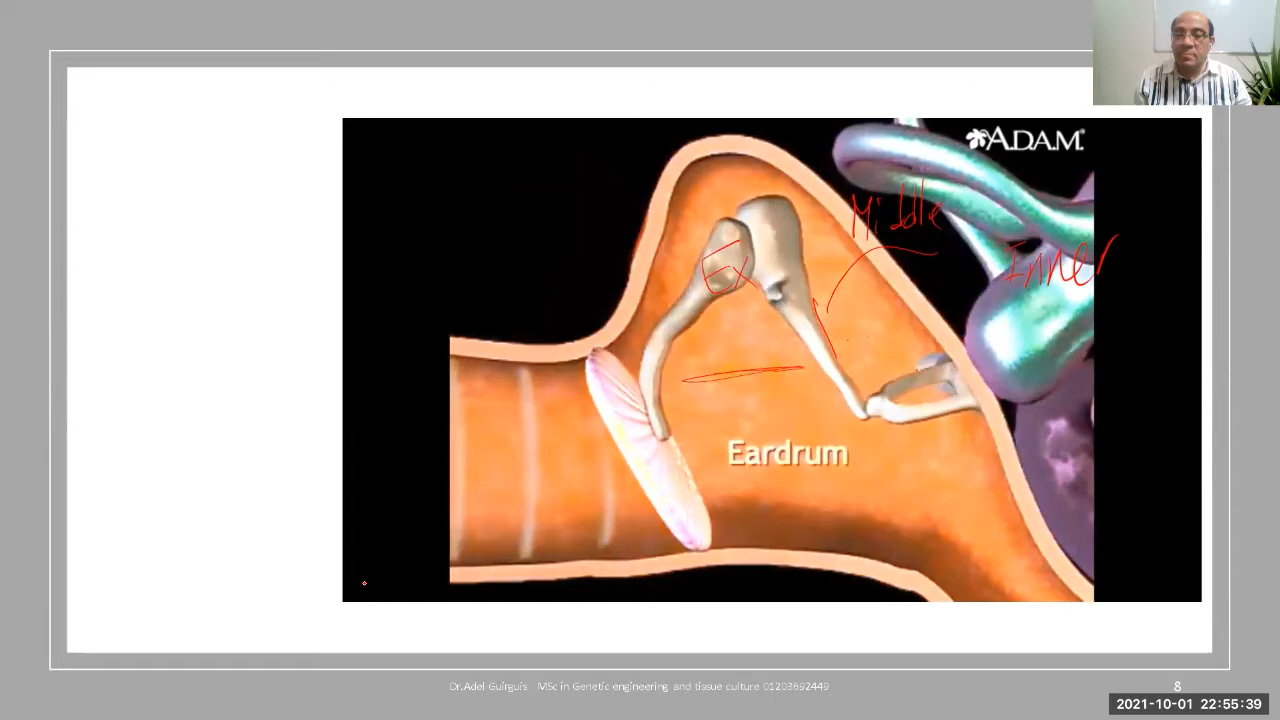 A.D.A.M.
Middle
Inner
Ex
Eardrum
Dr.Adel Guirguis MSc in Genetic engineering and tissue culture 01203692449
8
2021-10-01 22:55:39